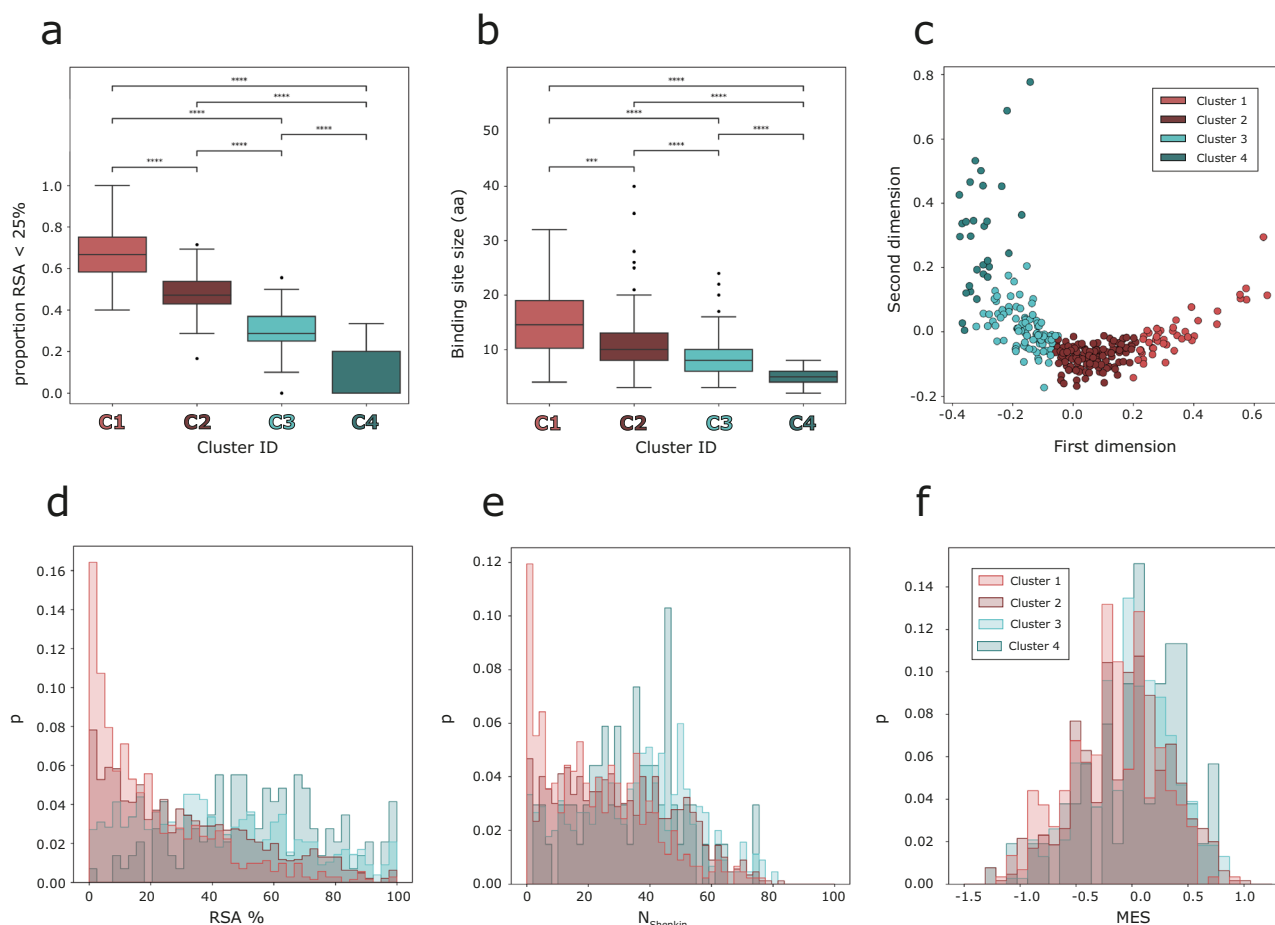 a
****
****
****
****
****
****
1.0
0.8
0.6
0.4
0.2
0.0
proportion RSA < 25%
C1 C2 C3 C4
Cluster ID
b
****
****
****
****
****
***
50
40
30
20
10
Binding site size (aa)
C1 C2 C3 C4
Cluster ID
c
Cluster 1
Cluster 2
Cluster 3
Cluster 4
0.8
0.6
0.4
0.2
0.0
-0.2
Second dimension
-0.4 -0.2 0.0 0.2 0.4 0.6
First dimension
d
0.16
0.14
0.12
0.10
0.08
0.06
0.04
0.02
0.00
p
0 20 40 60 80 100
RSA %
e
0.12
0.10
0.08
0.06
0.04
0.02
0.00
p
0 20 40 60 80 100
N Shenkin
f
Cluster 1
Cluster 2
Cluster 3
Cluster 4
0.14
0.12
0.10
0.08
0.06
0.04
0.02
0.00
p
-1.5 -1.0 -0.5 0.0 0.5 1.0
MES